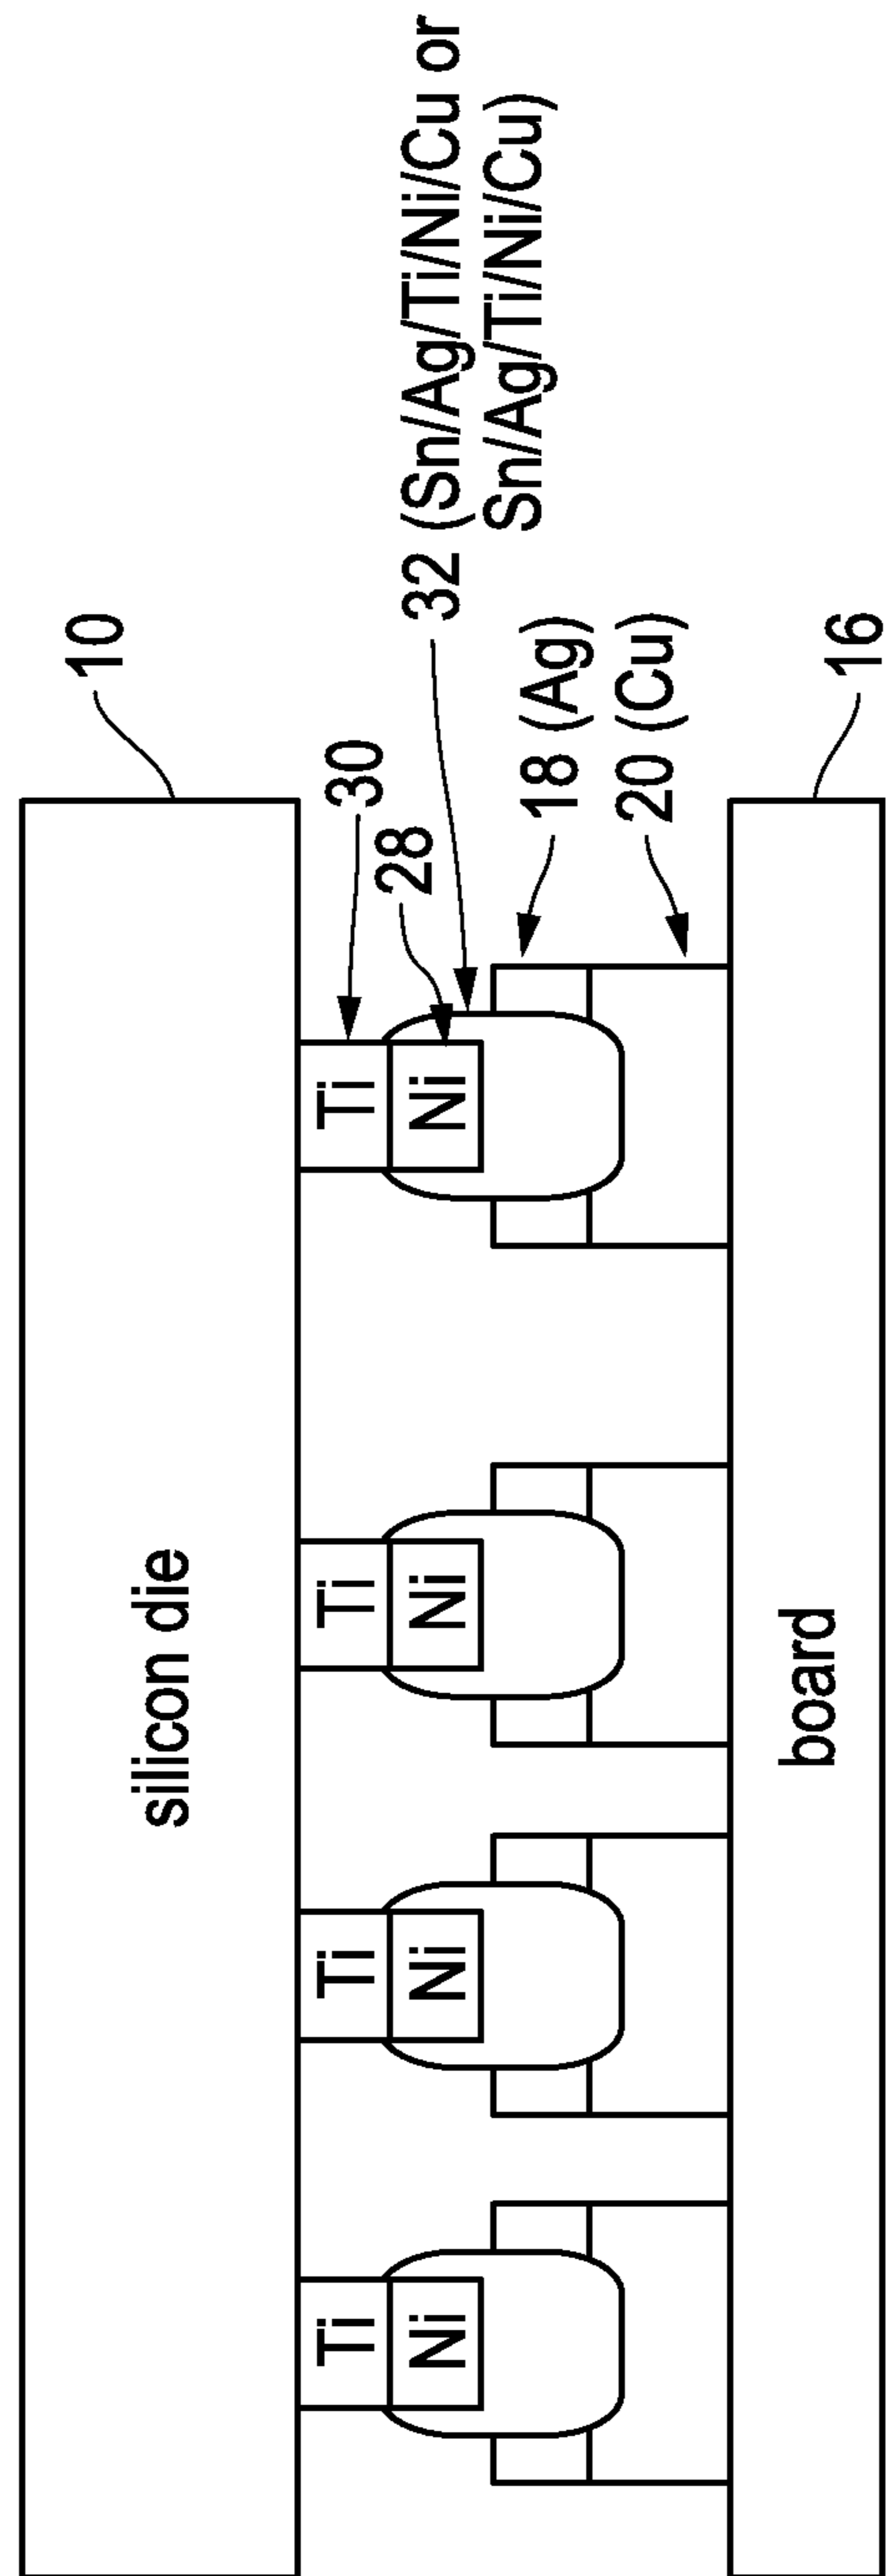 10
silicon die
30
28
32 (Sn/Ag/Ti/Ni/Cu or
Sn/Ag/Ti/Ni/Cu)
Ti
Ti
Ti
Ti
Ni
Ni
Ni
Ni
18 (Ag)
20 (Cu)
board
16